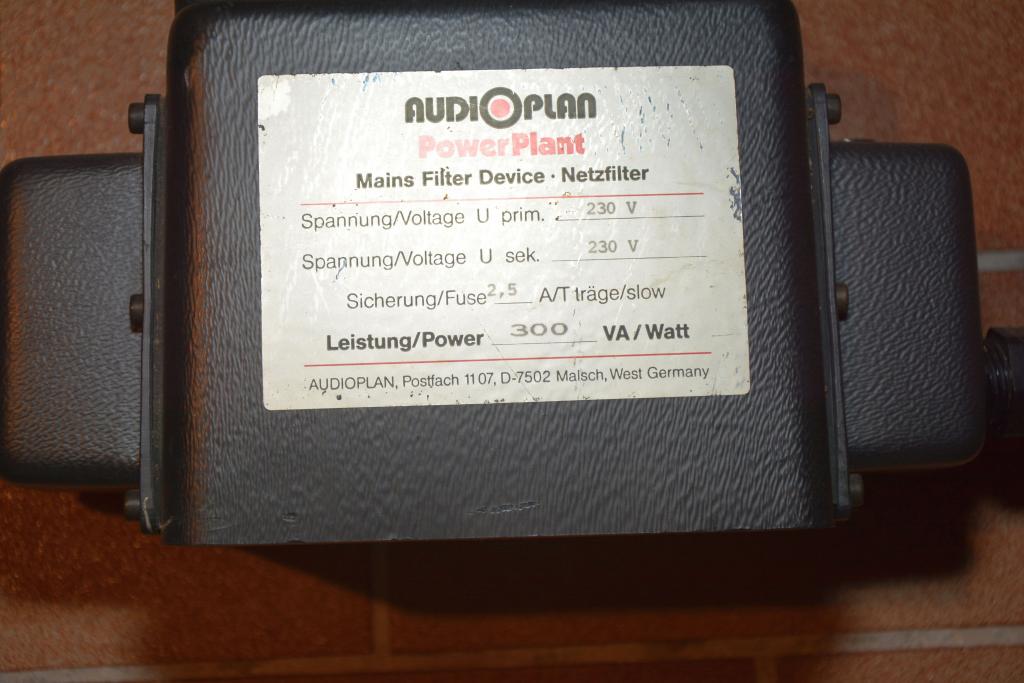 AUDIOPLAN
PowerPlant
Mains Filter Device · Netzfilter
Spannung/Voltage U prim. 230 V
Spannung/Voltage U sek. 230 V
Sicherung/Fuse 2,5 A/T träge/slow
Leistung/Power 300 VA/Watt
AUDIOPLAN, Postfach 1107, D-7502 Malsch, West Germany